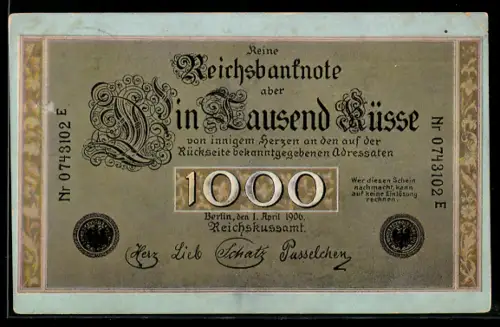 Keine
Reichsbanknote
aber
Ein Tausend Küsse
von innigem Herzen an den auf der
Rückseite bekanntgegebenen Adressaten
1000
Wer diesen Schein
nachmacht, kann
auf keine Einlösung
rechnen.
Berlin, den 1. April 1906.
Reichskussamt.
Herz Lieb Schatz Passelchen
Nr 0743102 E
Nr 0743102 E